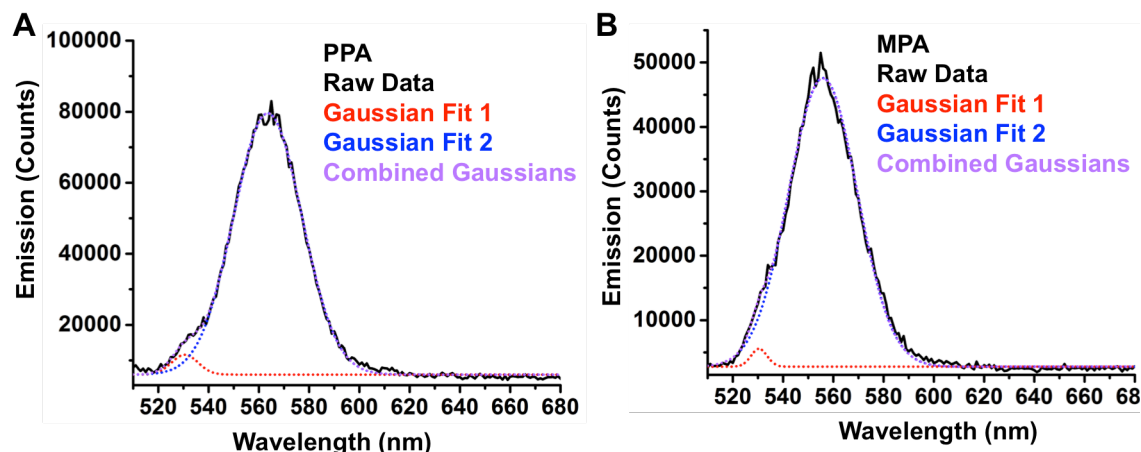 A
100000
80000
60000
40000
20000
Emission (Counts)
PPA
Raw Data
Gaussian Fit 1
Gaussian Fit 2
Combined Gaussians
520 540 560 580 600 620 640 660 680
Wavelength (nm)
B
50000
40000
30000
20000
10000
Emission (Counts)
MPA
Raw Data
Gaussian Fit 1
Gaussian Fit 2
Combined Gaussians
520 540 560 580 600 620 640 660 680
Wavelength (nm)